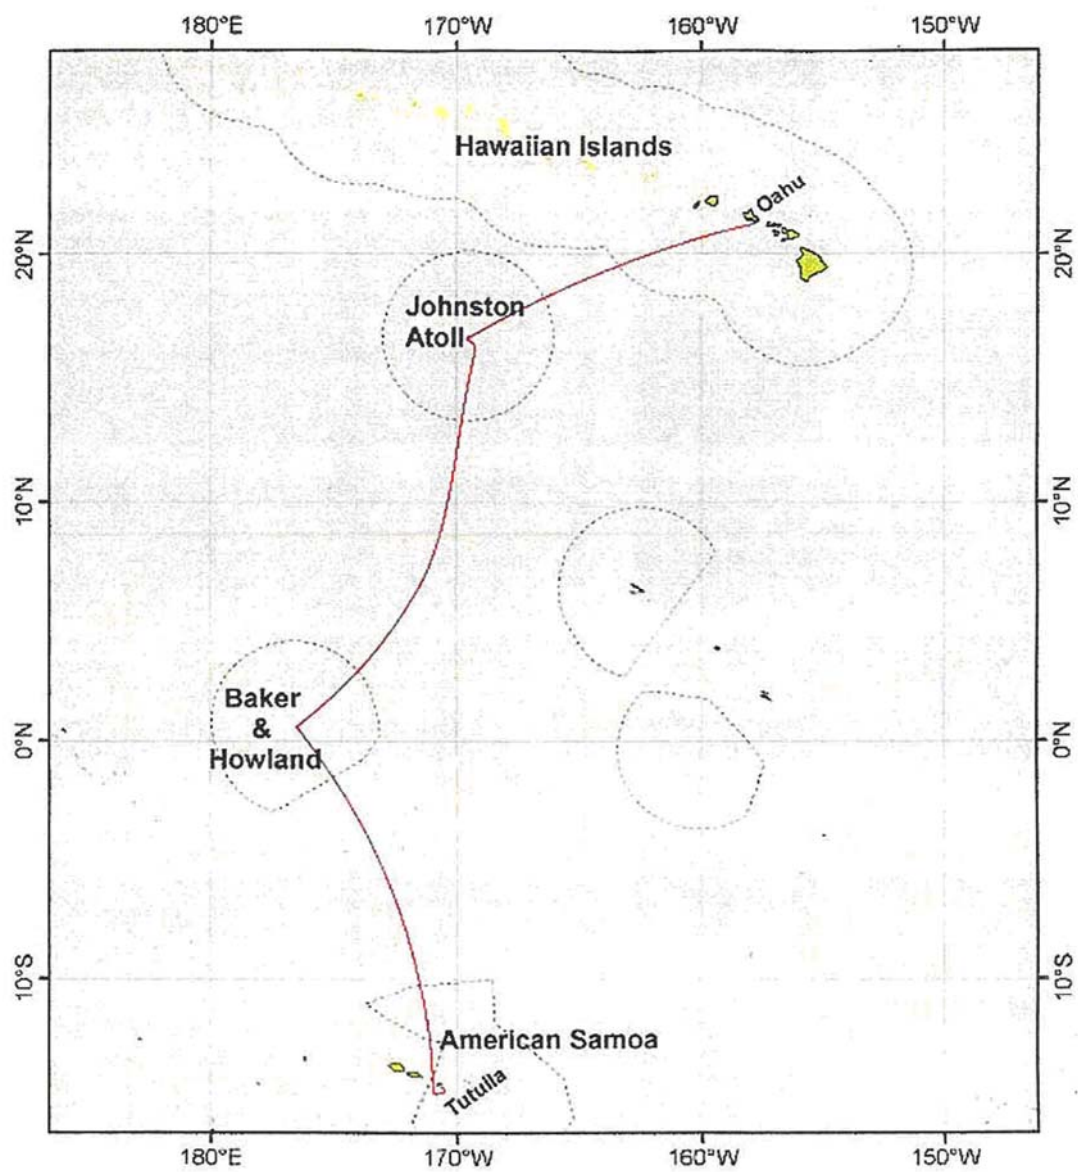 180°E 170°W 160°W 150°W
Hawaiian Islands
Oahu
20°N 20°N
Johnston
Atoll
10°N 10°N
Baker
&
Howland
0°N 0°N
10°S 10°S
American Samoa
Tutuila
180°E 170°W 160°W 150°W